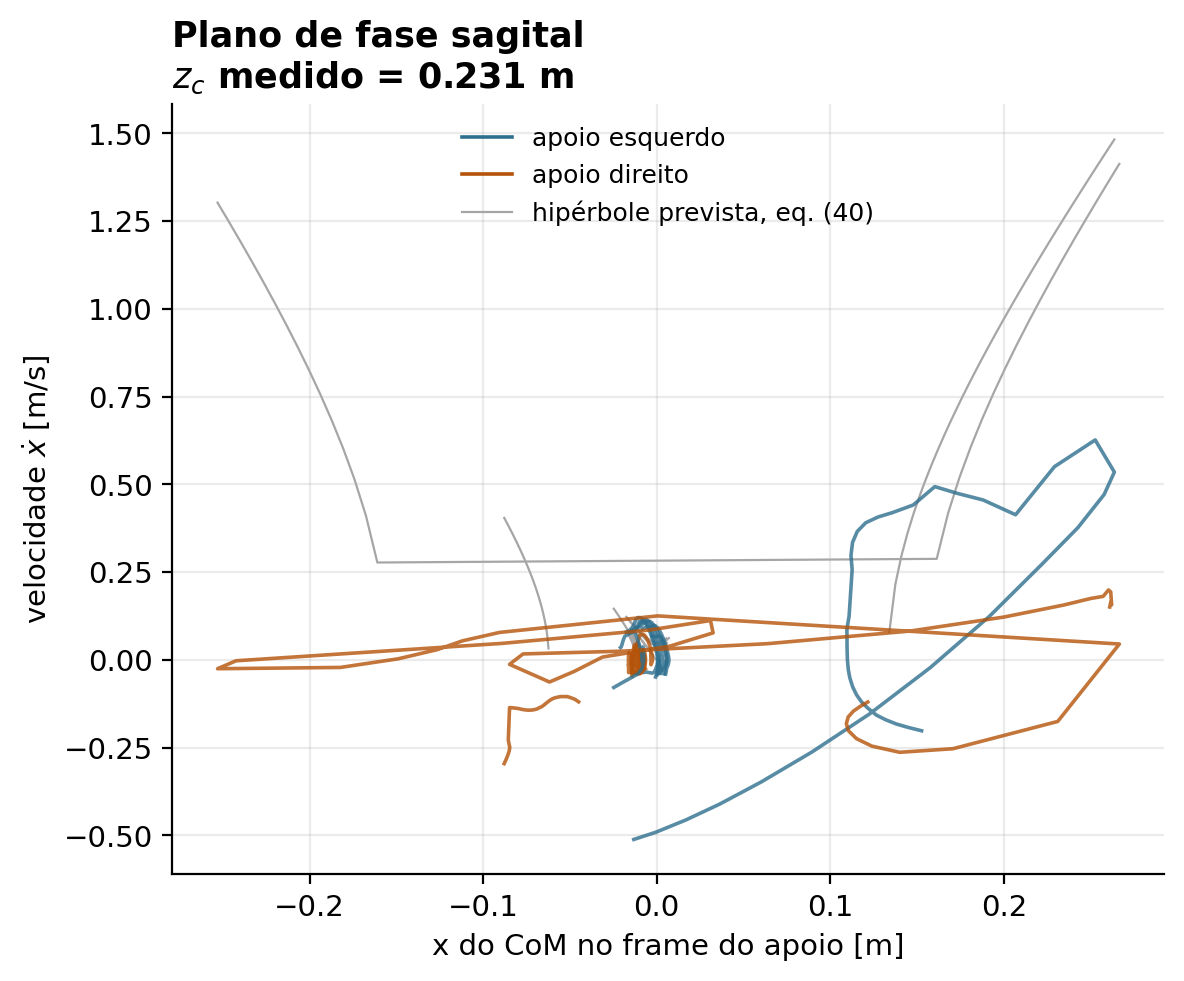 Plano de fase sagital
z_c medido = 0.231 m
apoio esquerdo
apoio direito
hipérbole prevista, eq. (40)
velocidade ẋ [m/s]
1.50
1.25
1.00
0.75
0.50
0.25
0.00
−0.25
−0.50
−0.2
−0.1
0.0
0.1
0.2
x do CoM no frame do apoio [m]